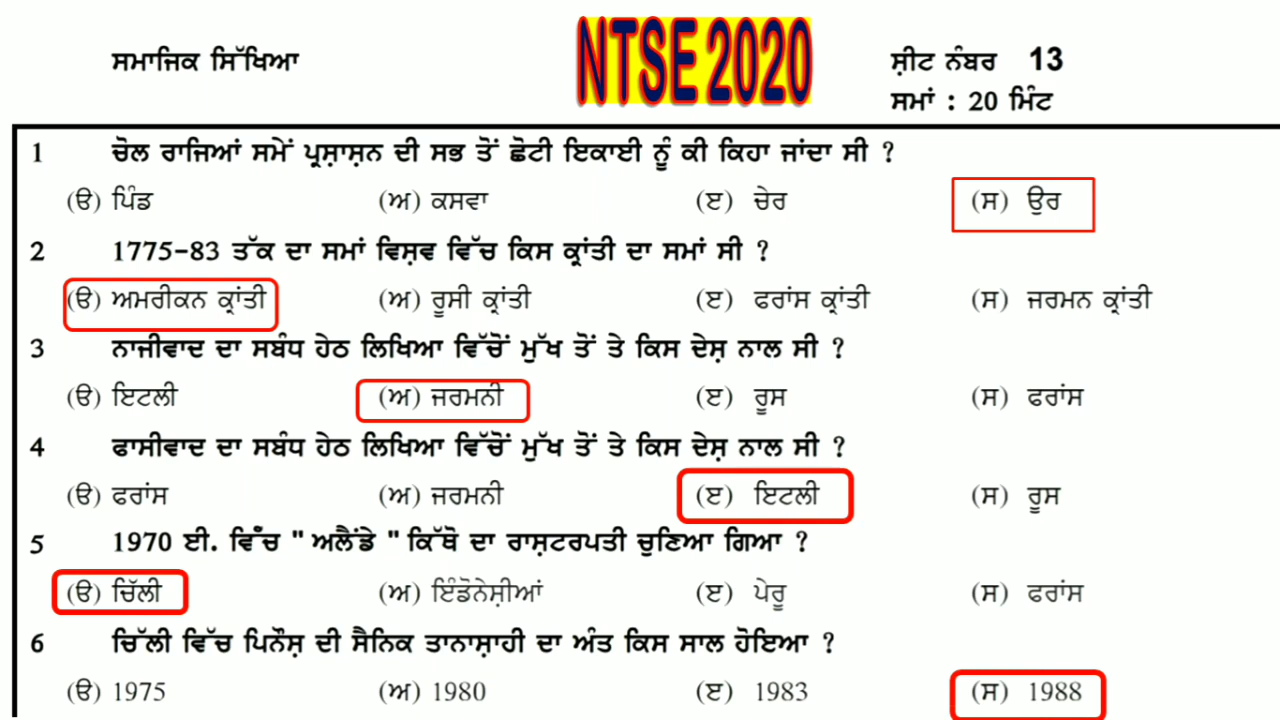 ਸਮਾਜਿਕ ਸਿੱਖਿਆ NTSE 2020 ਸ਼ੀਟ ਨੰਬਰ 13
ਸਮਾਂ : 20 ਮਿੰਟ
1 ਚੋਲ ਰਾਜਿਆਂ ਸਮੇਂ ਪ੍ਰਸ਼ਾਸ਼ਨ ਦੀ ਸਭ ਤੋਂ ਛੋਟੀ ਇਕਾਈ ਨੂੰ ਕੀ ਕਿਹਾ ਜਾਂਦਾ ਸੀ ?
(ੳ) ਪਿੰਡ (ਅ) ਕਸਵਾ (ੲ) ਚੇਰ (ਸ) ਉਰ
2 1775-83 ਤੱਕ ਦਾ ਸਮਾਂ ਵਿਸ਼ਵ ਵਿੱਚ ਕਿਸ ਕ੍ਰਾਂਤੀ ਦਾ ਸਮਾਂ ਸੀ ?
(ੳ) ਅਮਰੀਕਨ ਕ੍ਰਾਂਤੀ (ਅ) ਰੂਸੀ ਕ੍ਰਾਂਤੀ (ੲ) ਫਰਾਂਸ ਕ੍ਰਾਂਤੀ (ਸ) ਜਰਮਨ ਕ੍ਰਾਂਤੀ
3 ਨਾਜੀਵਾਦ ਦਾ ਸਬੰਧ ਹੇਠ ਲਿਖਿਆ ਵਿੱਚੋਂ ਮੁੱਖ ਤੋਂ ਤੇ ਕਿਸ ਦੇਸ਼ ਨਾਲ ਸੀ ?
(ੳ) ਇਟਲੀ (ਅ) ਜਰਮਨੀ (ੲ) ਰੂਸ (ਸ) ਫਰਾਂਸ
4 ਫਾਸੀਵਾਦ ਦਾ ਸਬੰਧ ਹੇਠ ਲਿਖਿਆ ਵਿੱਚੋਂ ਮੁੱਖ ਤੋਂ ਤੇ ਕਿਸ ਦੇਸ਼ ਨਾਲ ਸੀ ?
(ੳ) ਫਰਾਂਸ (ਅ) ਜਰਮਨੀ (ੲ) ਇਟਲੀ (ਸ) ਰੂਸ
5 1970 ਈ. ਵਿੱਚ " ਅਲੈਂਡੇ " ਕਿੱਥੋ ਦਾ ਰਾਸ਼ਟਰਪਤੀ ਚੁਣਿਆ ਗਿਆ ?
(ੳ) ਚਿੱਲੀ (ਅ) ਇੰਡੋਨੇਸ਼ੀਆਂ (ੲ) ਪੇਰੂ (ਸ) ਫਰਾਂਸ
6 ਚਿੱਲੀ ਵਿੱਚ ਪਿਨੌਸ਼ ਦੀ ਸੈਨਿਕ ਤਾਨਾਸ਼ਾਹੀ ਦਾ ਅੰਤ ਕਿਸ ਸਾਲ ਹੋਇਆ ?
(ੳ) 1975 (ਅ) 1980 (ੲ) 1983 (ਸ) 1988